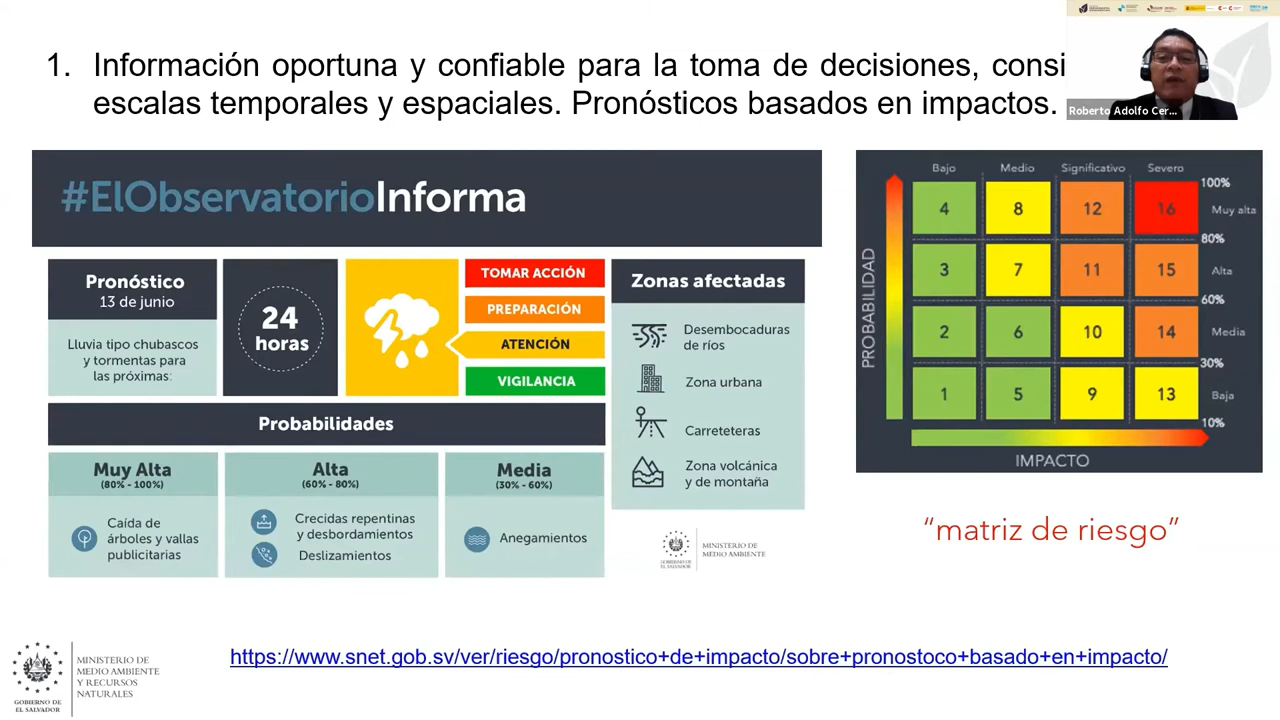 1. Información oportuna y confiable para la toma de decisiones, consi
escalas temporales y espaciales. Pronósticos basados en impactos.
Roberto Adolfo Cer...
#ElObservatorioInforma
Pronóstico
13 de junio
Lluvia tipo chubascos
y tormentas para
las próximas:
24
horas
TOMAR ACCIÓN
PREPARACIÓN
ATENCIÓN
VIGILANCIA
Zonas afectadas
Desembocaduras
de ríos
Zona urbana
Carreteteras
Zona volcánica
y de montaña
Probabilidades
Muy Alta
(80% - 100%)
Caída de
árboles y vallas
publicitarias
Alta
(60% - 80%)
Crecidas repentinas
y desbordamientos
Deslizamientos
Media
(30% - 60%)
Anegamientos
GOBIERNO DE
EL SALVADOR
MINISTERIO DE
MEDIO AMBIENTE
Bajo Medio Significativo Severo
100%
4 8 12 16 Muy alta
80%
3 7 11 15 Alta
60%
2 6 10 14 Media
30%
1 5 9 13 Baja
10%
PROBABILIDAD
IMPACTO
“matriz de riesgo”
https://www.snet.gob.sv/ver/riesgo/pronostico+de+impacto/sobre+pronostoco+basado+en+impacto/
GOBIERNO DE
EL SALVADOR
MINISTERIO DE
MEDIO AMBIENTE
Y RECURSOS
NATURALES